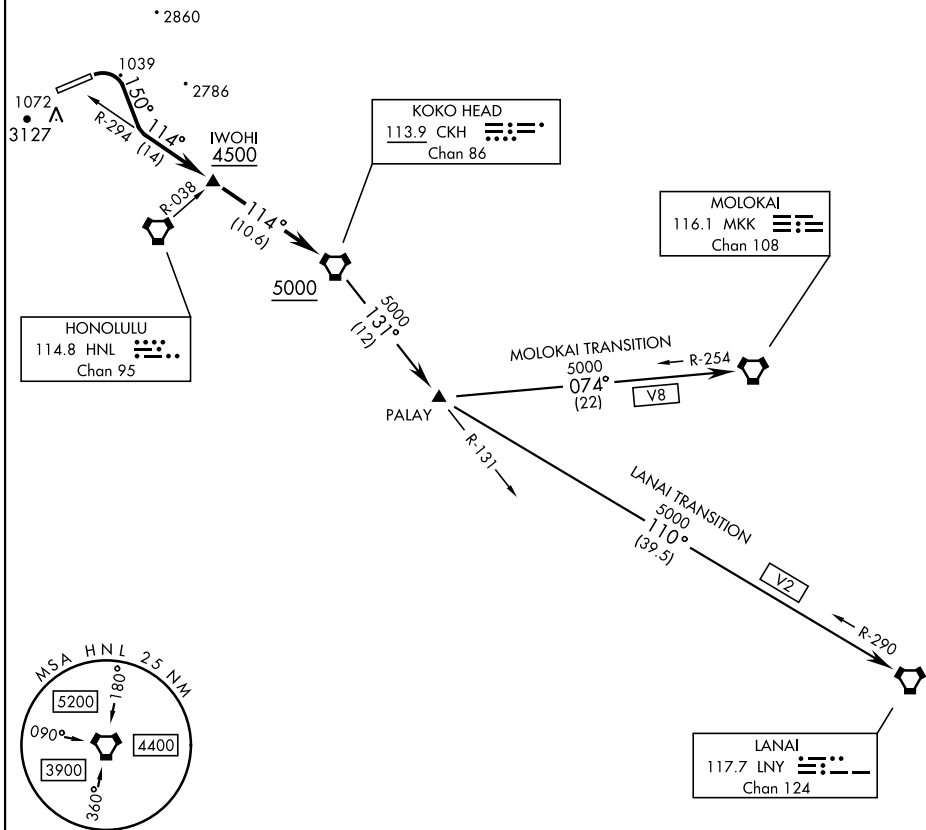 2860
1039
2786
1072
3127
150°
114°
R-294
(14)
IWOHI
4500
R-038
114°
(10.6)
KOKO HEAD
113.9 CKH
Chan 86
5000
HONOLULU
114.8 HNL
Chan 95
5000
131°
(12)
MOLOKAI
116.1 MKK
Chan 108
MOLOKAI TRANSITION
5000
074°
(22)
V8
R-254
PALAY
R-131
LANAI TRANSITION
5000
110°
(39.5)
V2
R-290
LANAI
117.7 LNY
Chan 124
MSA HNL 25 NM
5200
180°
090°
4400
3900
360°